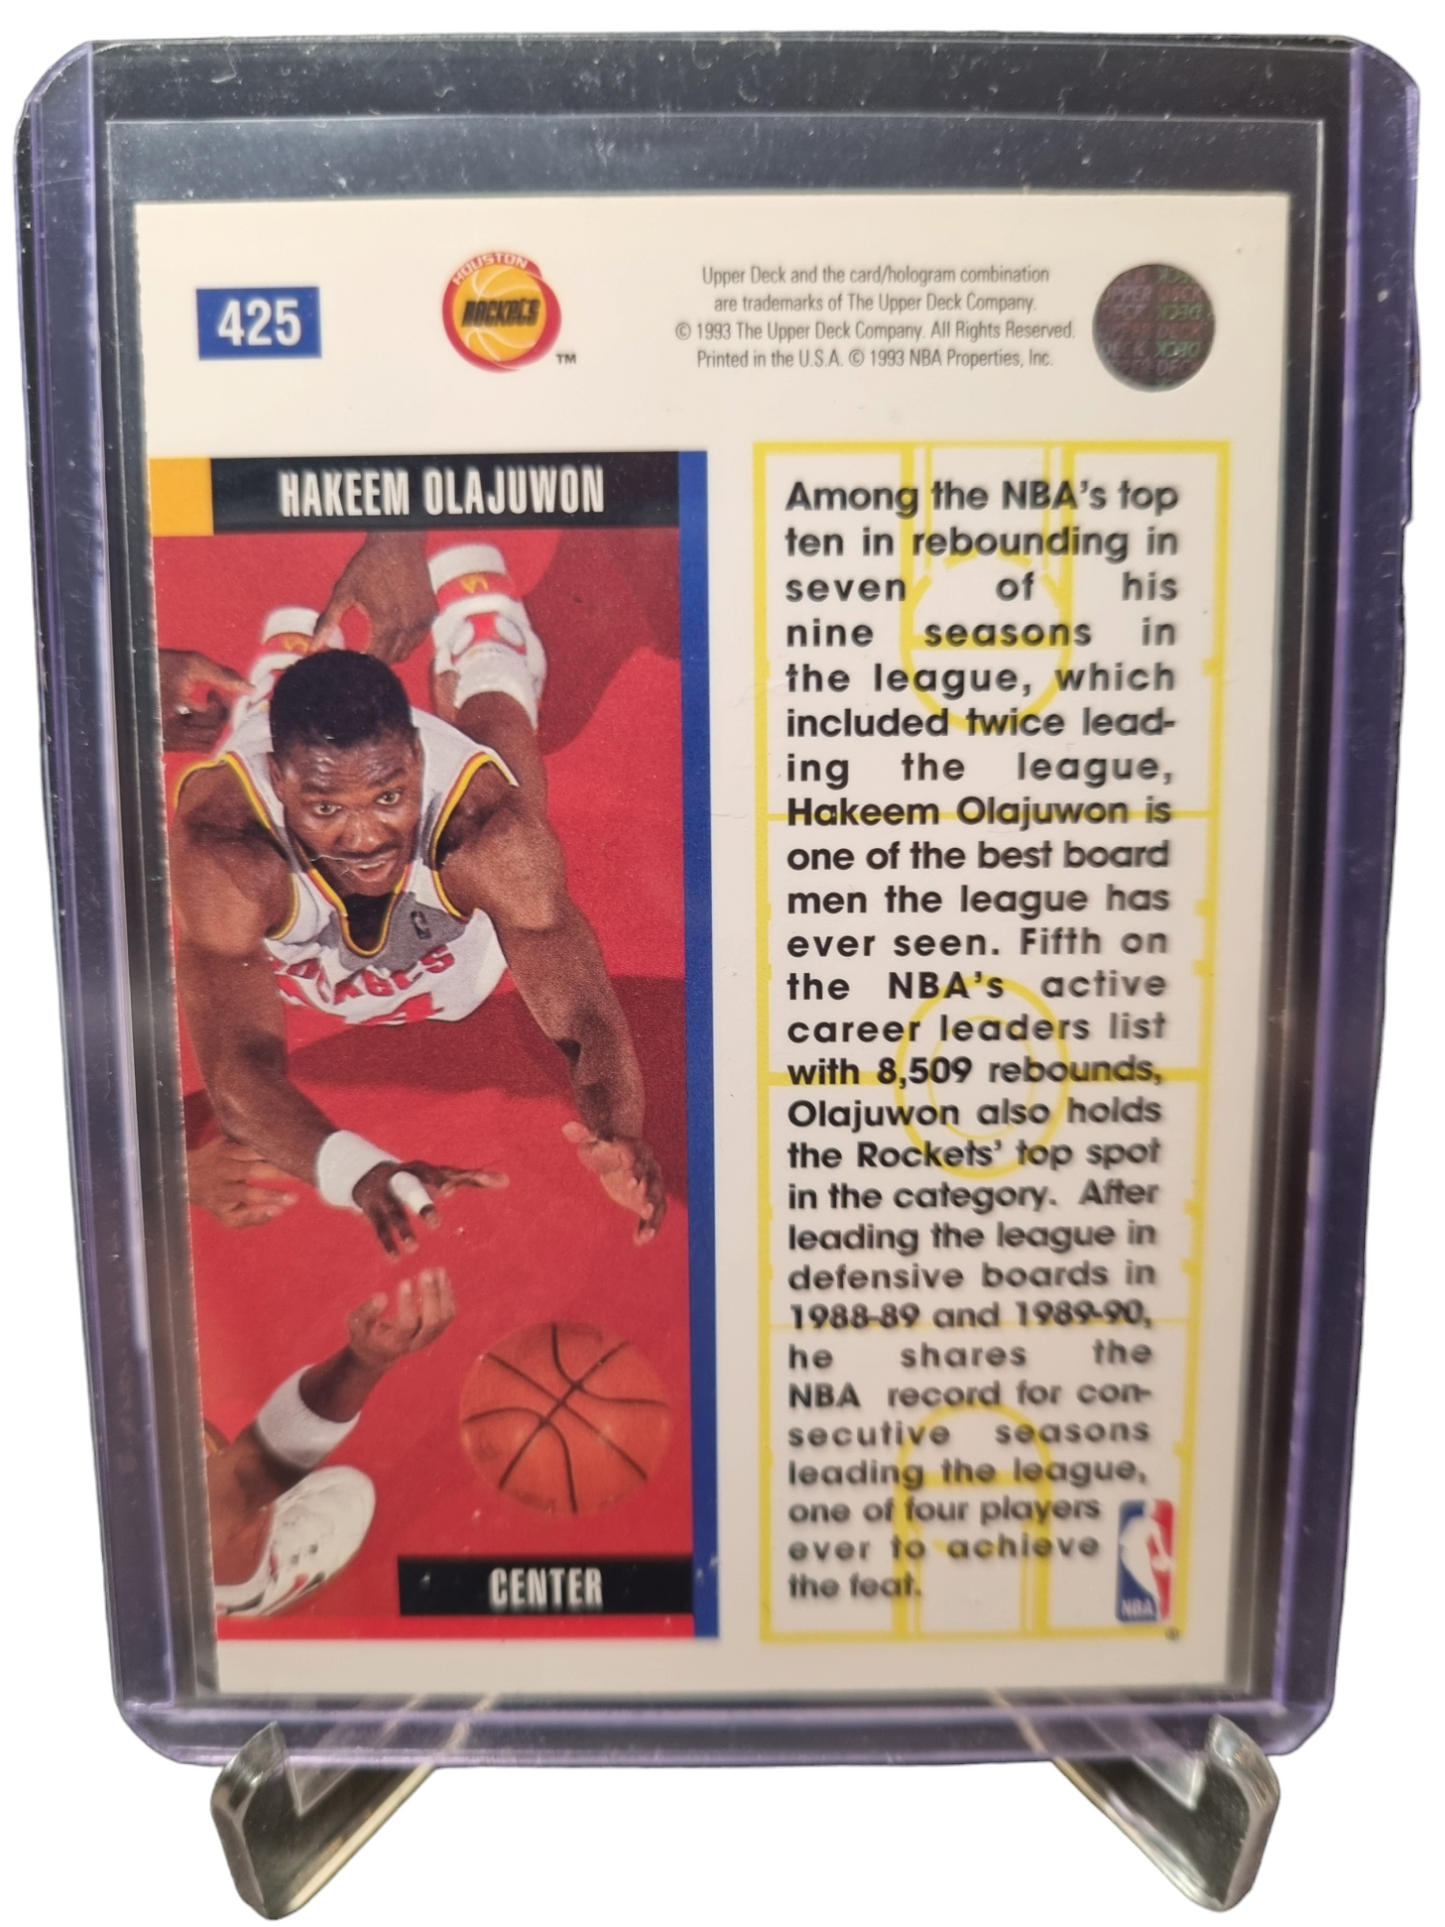 425
HOUSTON
ROCKETS
TM
Upper Deck and the card/hologram combination
are trademarks of The Upper Deck Company.
© 1993 The Upper Deck Company. All Rights Reserved.
Printed in the U.S.A. © 1993 NBA Properties, Inc.
HAKEEM OLAJUWON
CENTER
Among the NBA's top
ten in rebounding in
seven of his
nine seasons in
the league, which
included twice lead-
ing the league,
Hakeem Olajuwon is
one of the best board
men the league has
ever seen. Fifth on
the NBA's active
career leaders list
with 8,509 rebounds,
Olajuwon also holds
the Rockets' top spot
in the category. After
leading the league in
defensive boards in
1988-89 and 1989-90,
he shares the
NBA record for con-
secutive seasons
leading the league,
one of four players
ever to achieve
the feat.
NBA
®